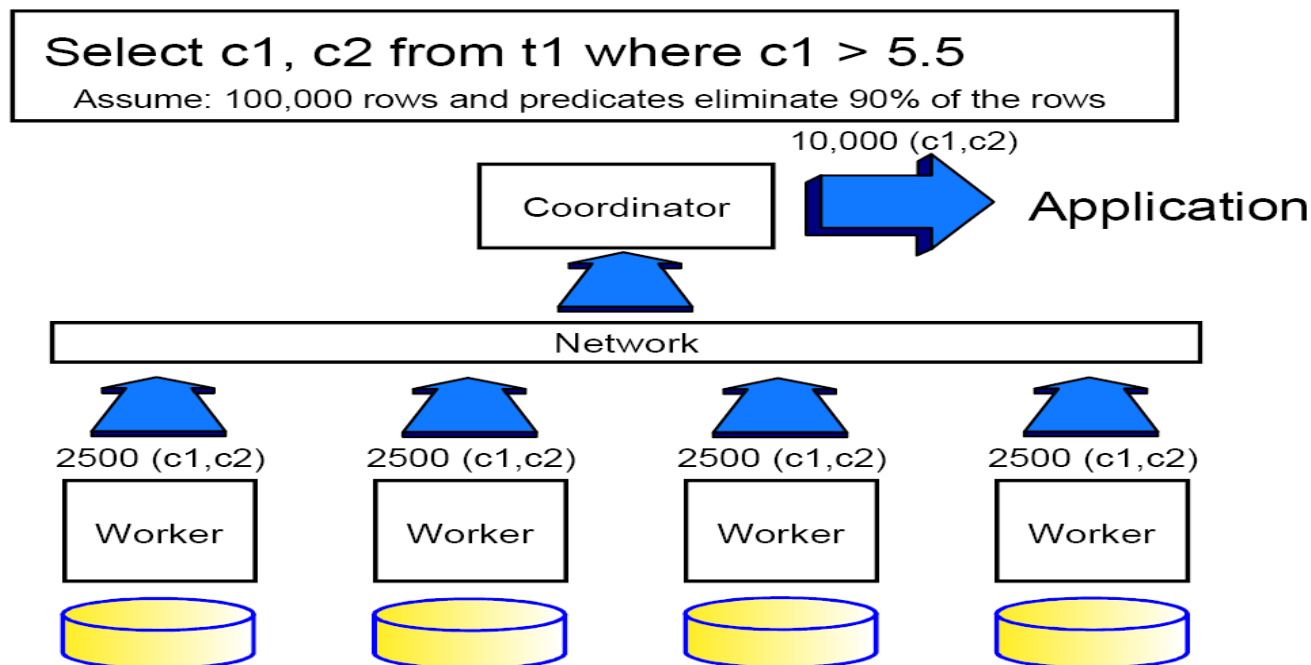 Select c1, c2 from t1 where c1 > 5.5
Assume: 100,000 rows and predicates eliminate 90% of the rows
10,000 (c1,c2)
Coordinator
Application
Network
2500 (c1,c2)
2500 (c1,c2)
2500 (c1,c2)
2500 (c1,c2)
Worker
Worker
Worker
Worker